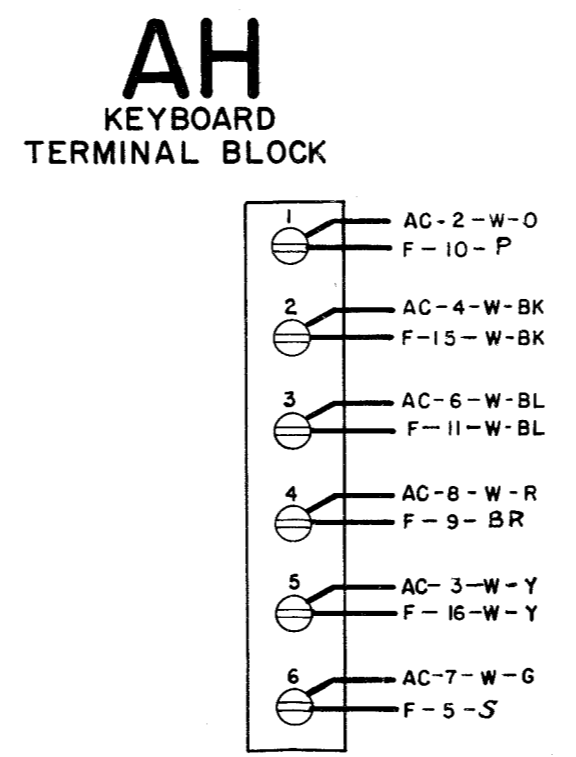 AH
KEYBOARD
TERMINAL BLOCK
1
AC-2-W-O
F-10-P
2
AC-4-W-BK
F-15-W-BK
3
AC-6-W-BL
F-11-W-BL
4
AC-8-W-R
F-9-BR
5
AC-3-W-Y
F-16-W-Y
6
AC-7-W-G
F-5-S